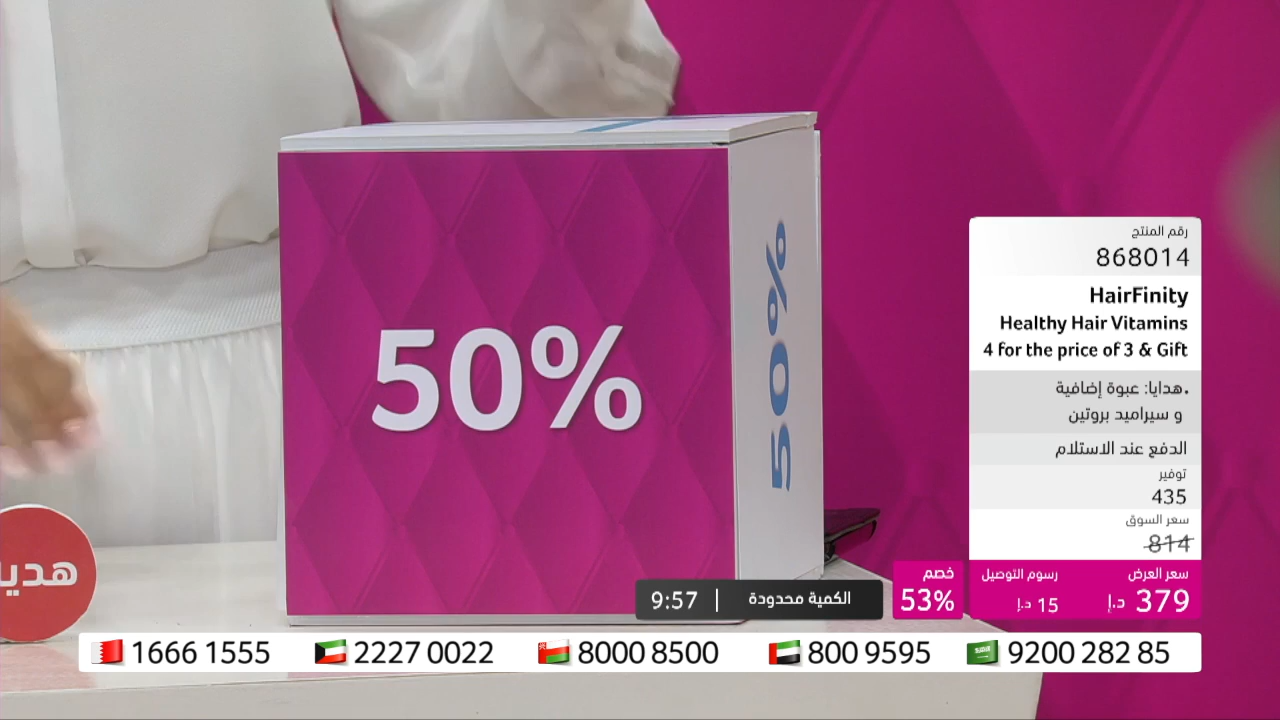 50%
50%
هديـ
رقم المنتج
868014
HairFinity
Healthy Hair Vitamins
4 for the price of 3 & Gift
.هدايا: عبوة إضافية
و سيراميد بروتين
الدفع عند الاستلام
توفير
435
سعر السوق
814
سعر العرض
379 د.إ
رسوم التوصيل
15 د.إ
خصم
53%
الكمية محدودة | 9:57
1666 1555
2227 0022
8000 8500
800 9595
9200 282 85